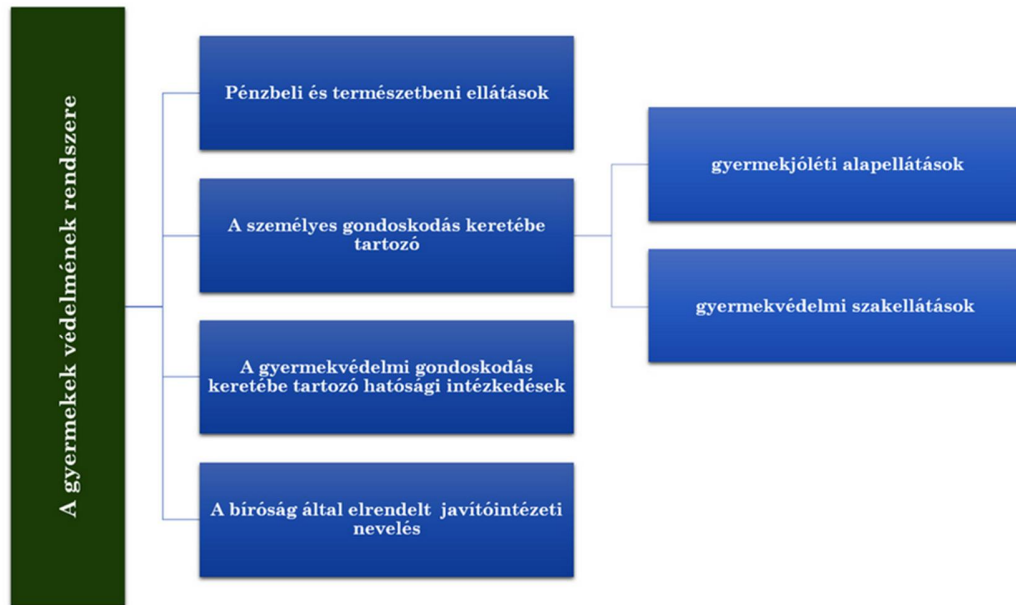 A gyermekek védelmének rendszere
Pénzbeli és természetbeni ellátások
A személyes gondoskodás keretébe
tartozó
gyermekjóléti alapellátások
gyermekvédelmi szakellátások
A gyermekvédelmi gondoskodás
keretébe tartozó hatósági intézkedések
A bíróság által elrendelt javítóintézeti
nevelés